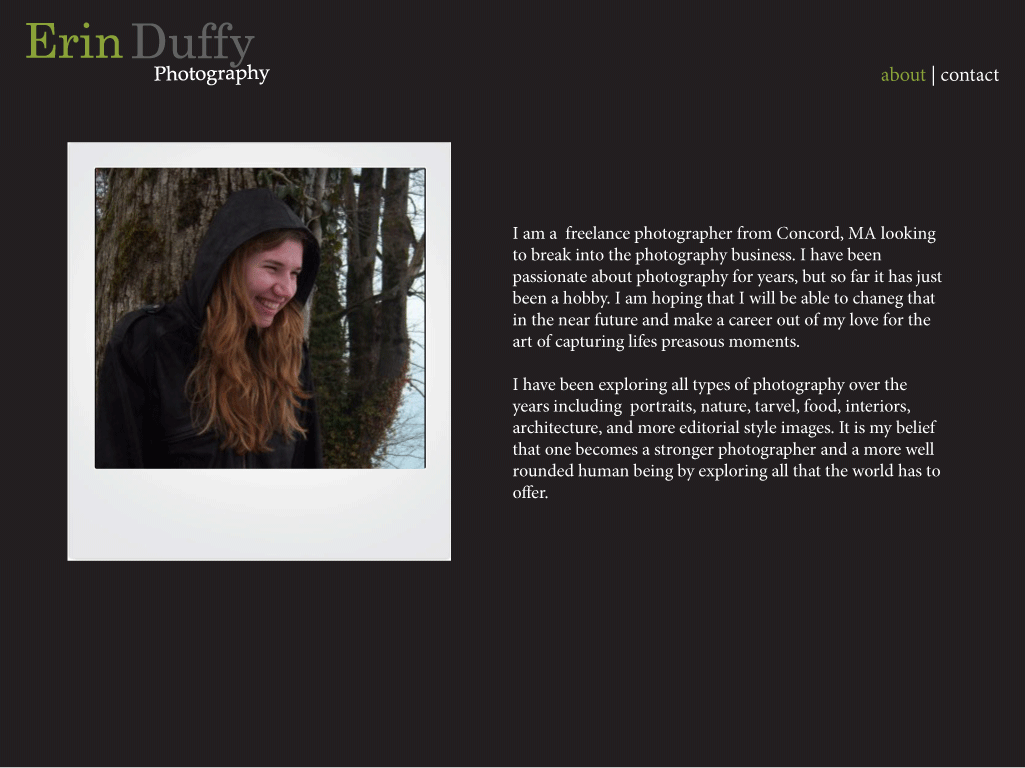 Erin Duffy
Photography
about | contact
I am a  freelance photographer from Concord, MA looking
to break into the photography business. I have been
passionate about photography for years, but so far it has just
been a hobby. I am hoping that I will be able to chaneg that
in the near future and make a career out of my love for the
art of capturing lifes preasous moments.
I have been exploring all types of photography over the
years including  portraits, nature, tarvel, food, interiors,
architecture, and more editorial style images. It is my belief
that one becomes a stronger photographer and a more well
rounded human being by exploring all that the world has to
offer.